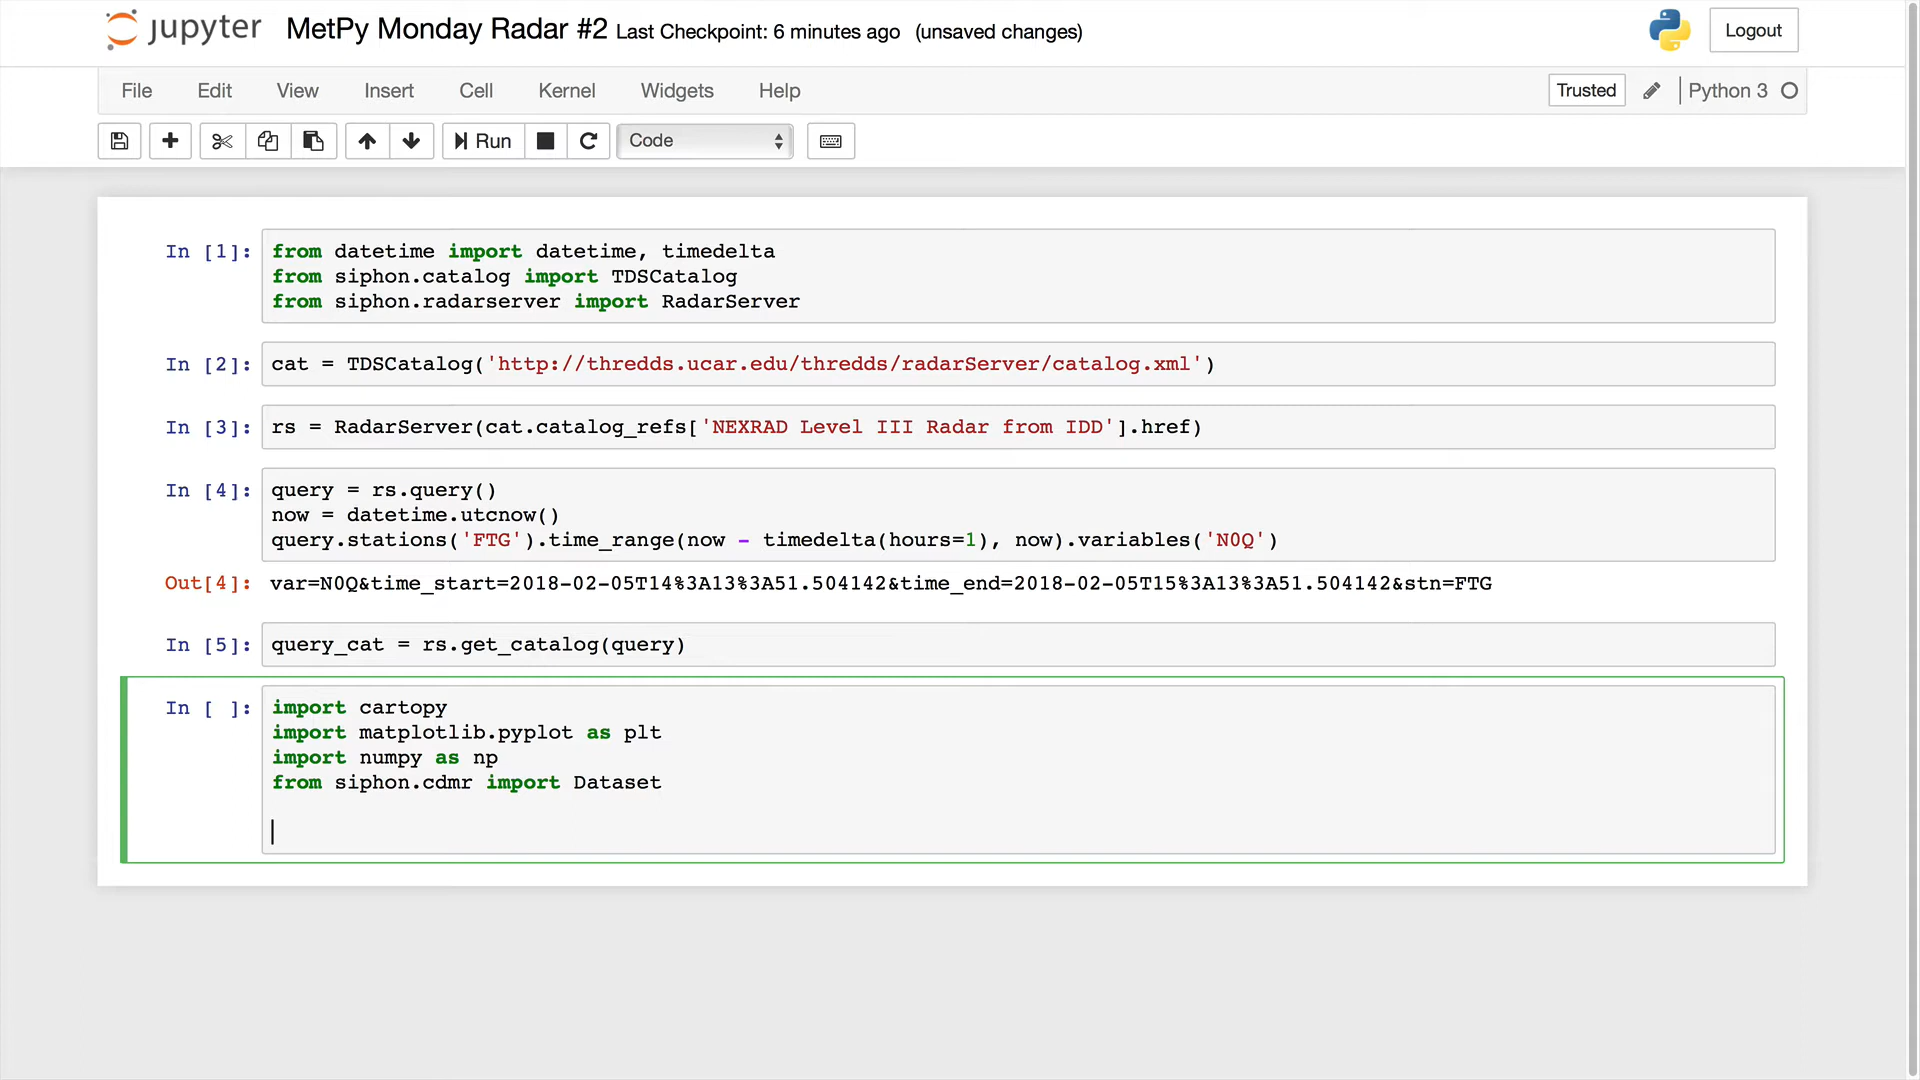 jupyter MetPy Monday Radar #2 Last Checkpoint: 6 minutes ago (unsaved changes) Logout
File Edit View Insert Cell Kernel Widgets Help Trusted Python 3
Run Code
In [1]: from datetime import datetime, timedelta
from siphon.catalog import TDSCatalog
from siphon.radarserver import RadarServer
In [2]: cat = TDSCatalog('http://thredds.ucar.edu/thredds/radarServer/catalog.xml')
In [3]: rs = RadarServer(cat.catalog_refs['NEXRAD Level III Radar from IDD'].href)
In [4]: query = rs.query()
now = datetime.utcnow()
query.stations('FTG').time_range(now - timedelta(hours=1), now).variables('N0Q')
Out[4]: var=N0Q&time_start=2018-02-05T14%3A13%3A51.504142&time_end=2018-02-05T15%3A13%3A51.504142&stn=FTG
In [5]: query_cat = rs.get_catalog(query)
In [ ]: import cartopy
import matplotlib.pyplot as plt
import numpy as np
from siphon.cdmr import Dataset